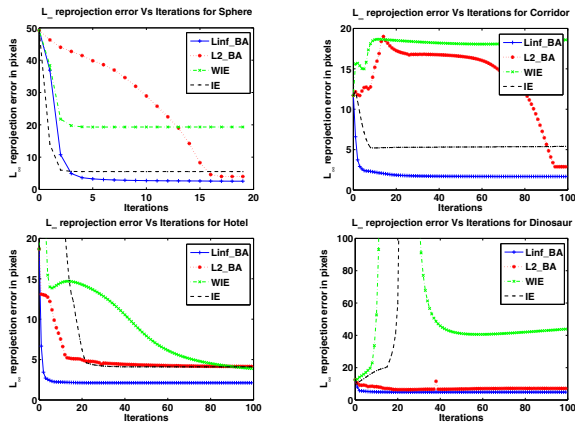 L_ reprojection error Vs Iterations for Sphere
50
40
30
20
10
0
0
5
10
15
20
L∞ reprojection error in pixels
Iterations
Linf_BA
L2_BA
WIE
IE
L_ reprojection error Vs Iterations for Corridor
20
15
10
5
0
0
20
40
60
80
100
L∞ reprojection error in pixels
Iterations
Linf_BA
L2_BA
WIE
IE
L_ reprojection error Vs Iterations for Hotel
20
15
10
5
0
0
20
40
60
80
100
L∞ reprojection error in pixels
Iterations
Linf_BA
L2_BA
WIE
IE
L_ reprojection error Vs Iterations for Dinosaur
100
80
60
40
20
0
0
20
40
60
80
100
L∞ reprojection error in pixels
Iterations
Linf_BA
L2_BA
WIE
IE